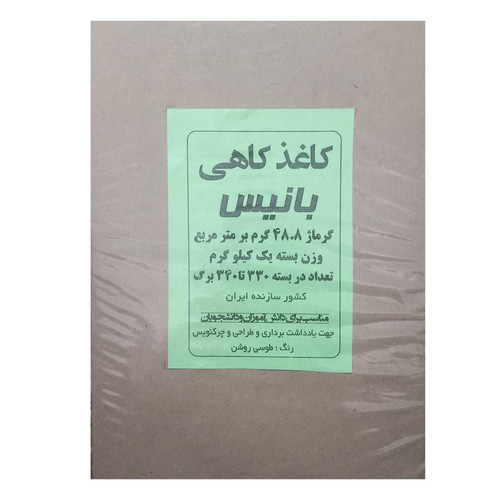 کاغذ کاهی
بانیس
گرماژ ۴۸.۸ گرم بر متر مربع
وزن بسته یک کیلو گرم
تعداد در بسته ۳۳۰ تا ۳۴۰ برگ
کشور سازنده ایران
مناسب برای دانش آموزان و دانشجویان
جهت یادداشت برداری و طراحی و چرکنویس
رنگ : طوسی روشن